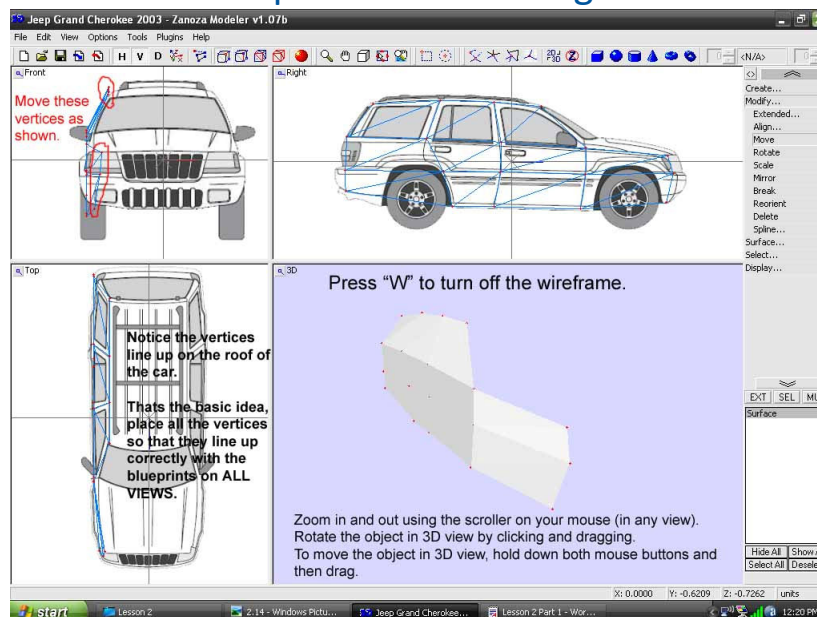 Jeep Grand Cherokee 2003 - Zanoza Modeler v1.07b
File Edit View Options Tools Plugins Help
H V D
2D
<N/A>
Front
Move these
vertices as
shown.
Right
Create...
Modify...
Extended...
Align...
Move
Rotate
Scale
Mirror
Break
Reorient
Delete
Spline...
Surface...
Select...
Display...
Top
Notice the vertices
line up on the roof of
the car.
Thats the basic idea,
place all the vertices
so that they line up
correctly with the
blueprints on ALL
VIEWS.
3D
Press “W” to turn off the wireframe.
Zoom in and out using the scroller on your mouse (in any view).
Rotate the object in 3D view by clicking and dragging.
To move the object in 3D view, hold down both mouse buttons and
then drag.
EXT SEL
Surface
Hide All Show
Select All
X: 0.0000 Y: -0.6209 Z: -0.7262 units
start Lesson 2 2.14 - Windows Pictu... Jeep Grand Cherokee... Lesson 2 Part 1 - Wor... 12:20 PM